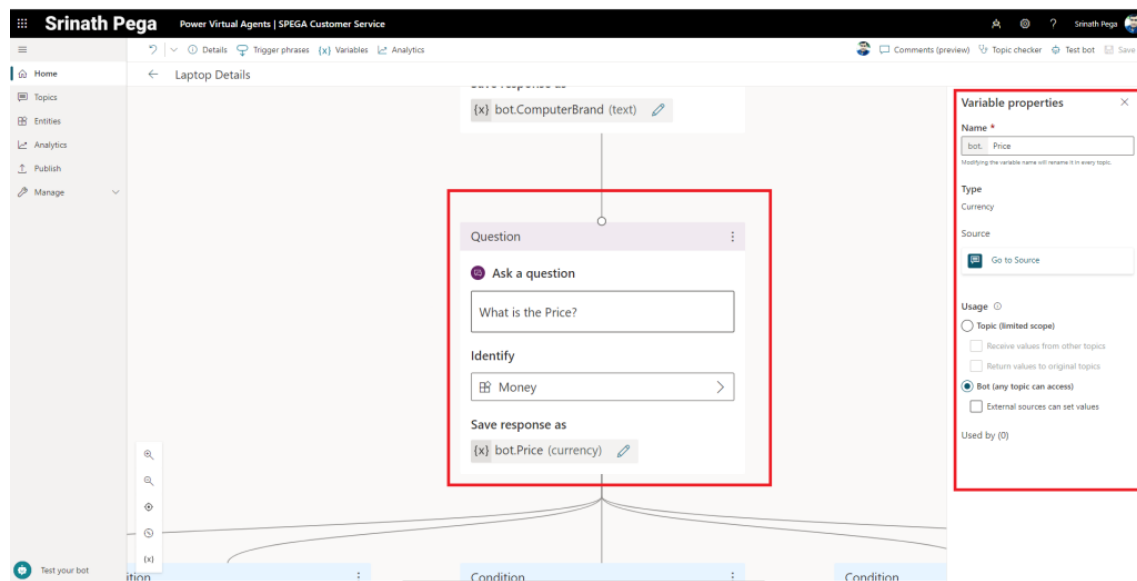 Srinath Pega Power Virtual Agents | SPEGA Customer Service ? Srinath Pega
Details Trigger phrases {x} Variables Analytics Comments (preview) Topic checker Test bot Save
Home
Topics
Entities
Analytics
Publish
Manage
Test your bot
Laptop Details
Save response as
{x} bot.ComputerBrand (text)
Question
Ask a question
What is the Price?
Identify
Money
Save response as
{x} bot.Price (currency)
{x}
Condition
Condition
Variable properties
Name *
bot. Price
Modifying the variable name will rename it in every topic.
Type
Currency
Source
Go to Source
Usage
Topic (limited scope)
Receive values from other topics
Return values to original topics
Bot (any topic can access)
External sources can set values
Used by (0)